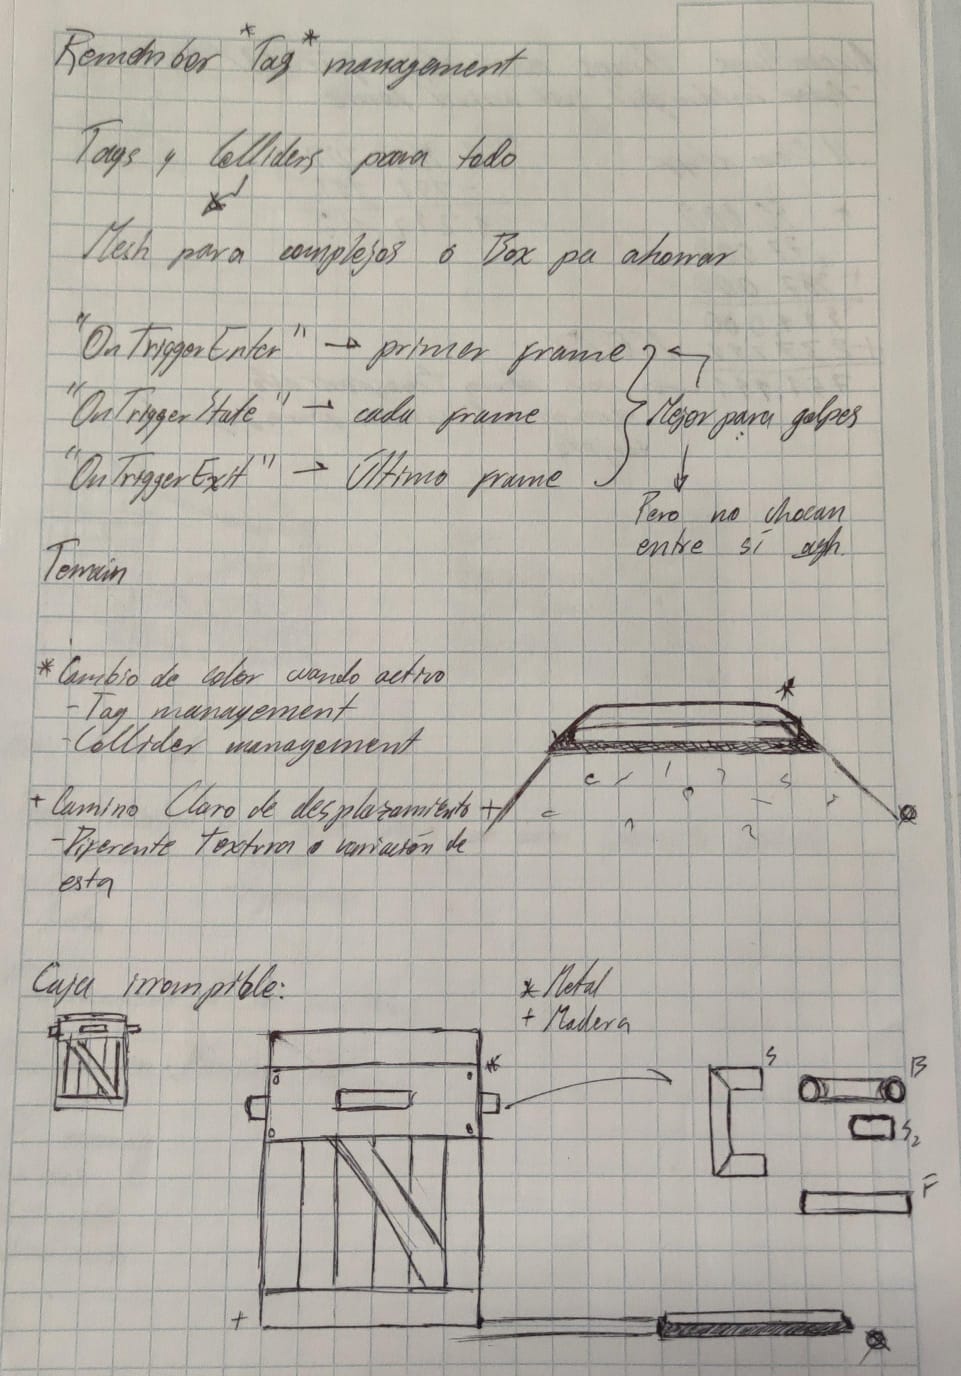 Remember *Tag* management
Tags y Colliders para todo
Mesh para complejos o Box pa ahorrar
"OnTriggerEnter" → primer frame
"OnTriggerState" → cada frame
"OnTriggerExit" → Último frame
Mejor para golpes
Pero no chocan
entre sí agh.
Terrain
* Cambio de color cuando activo
- Tag management
- Collider management
+ Camino Claro de desplazamiento +
- Diferente Textura o variación de
esta
Caja irrompible:
* Metal
+ Madera
S
B
S2
F